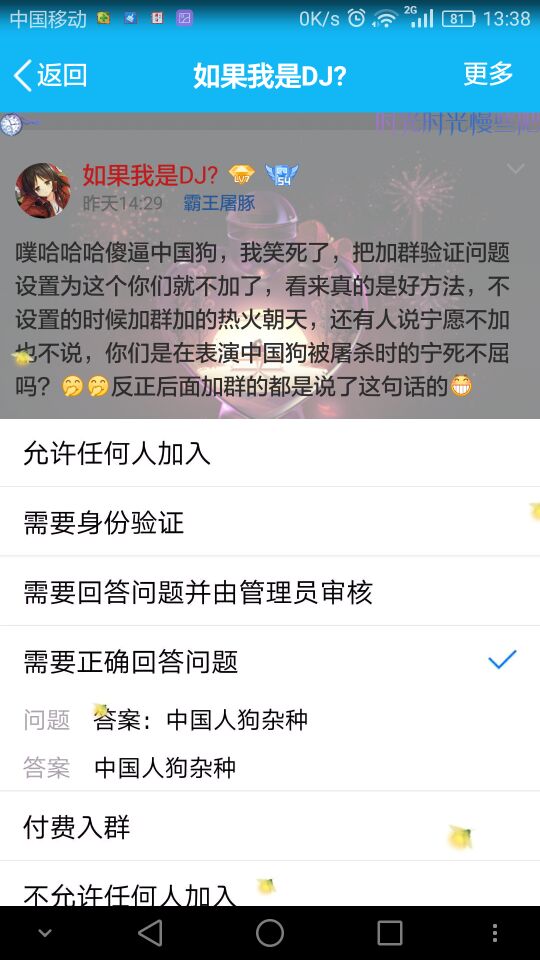 中国移动 0K/s 2G 81 13:38
返回 如果我是DJ? 更多
时光时光慢些吧
如果我是DJ? LV7 54
昨天14:29 霸王屠豚
噗哈哈哈傻逼中国狗，我笑死了，把加群验证问题
设置为这个你们就不加了，看来真的是好方法，不
设置的时候加群加的热火朝天，还有人说宁愿不加
也不说，你们是在表演中国狗被屠杀时的宁死不屈
吗？🤭🤭反正后面加群的都是说了这句话的😁
允许任何人加入
需要身份验证
需要回答问题并由管理员审核
需要正确回答问题
问题 答案：中国人狗杂种
答案 中国人狗杂种
付费入群
不允许任何人加入